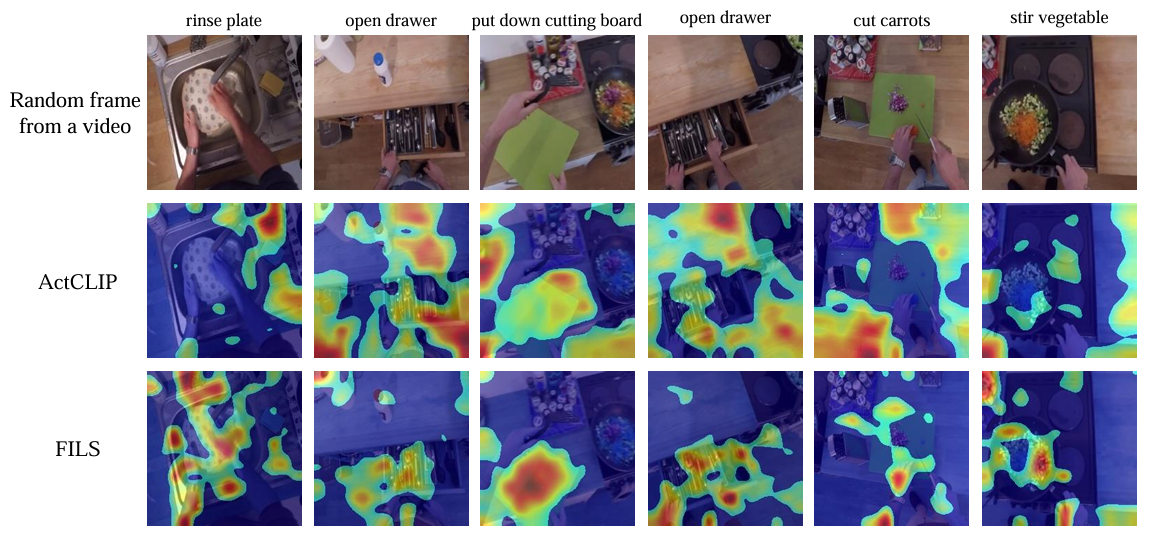 rinse plate
open drawer
put down cutting board
open drawer
cut carrots
stir vegetable
Random frame
from a video
ActCLIP
FILS